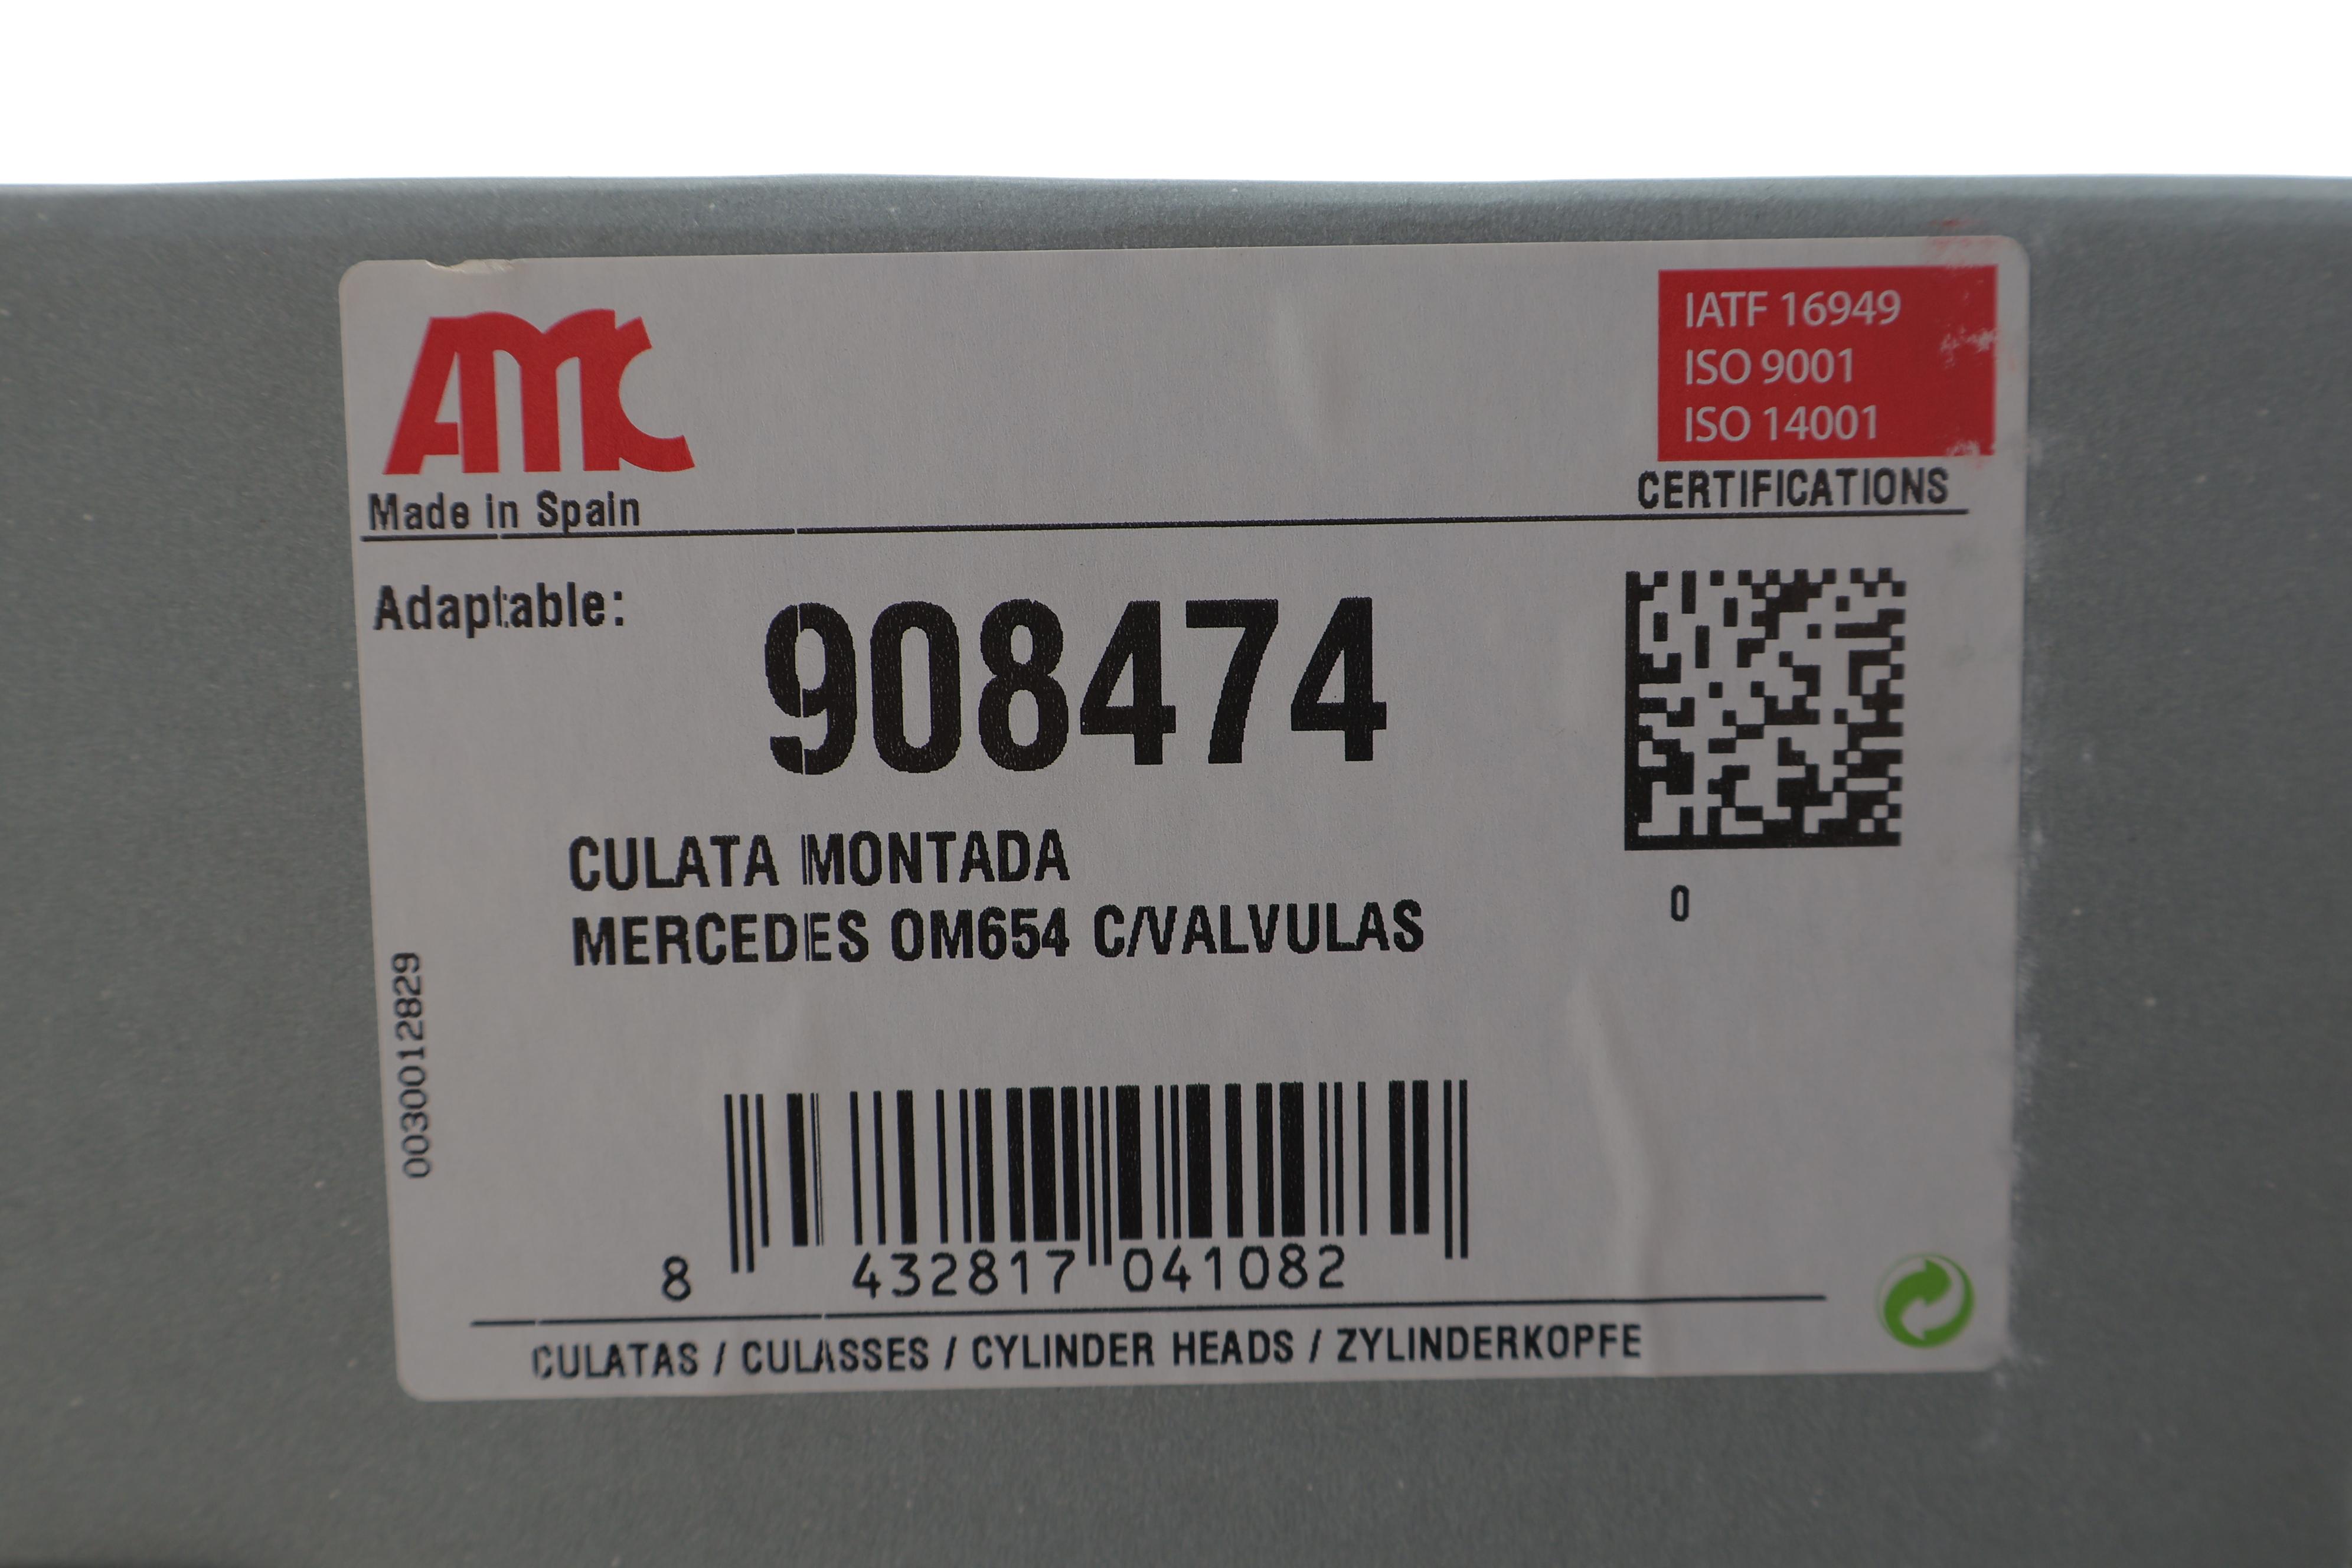 AMC
IATF 16949
ISO 9001
ISO 14001
Made in Spain
CERTIFICATIONS
Adaptable:
908474
0
CULATA MONTADA
MERCEDES OM654 C/VALVULAS
0030012829
8 432817 041082
CULATAS / CULASSES / CYLINDER HEADS / ZYLINDERKOPFE